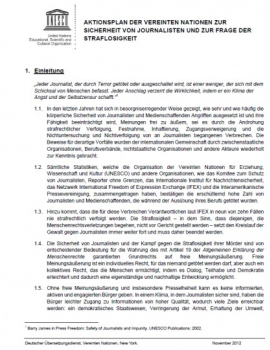 United Nations
Educational, Scientific and
Cultural Organization
AKTIONSPLAN DER VEREINTEN NATIONEN ZUR
SICHERHEIT VON JOURNALISTEN UND ZUR FRAGE DER
STRAFLOSIGKEIT
1. Einleitung
„Jeder Journalist, der durch Terror getötet oder ausgeschaltet wird, ist einer weniger, der sich mit dem
Schicksal von Menschen befasst. Jeder Anschlag verzerrt die Wirklichkeit, indem er ein Klima der
Angst und der Selbstzensur schafft."¹
1.1. In den letzten Jahren hat sich in besorgniserregender Weise gezeigt, wie sehr und wie häufig die
körperliche Sicherheit von Journalisten und Medienschaffenden Angriffen ausgesetzt ist und ihre
Fähigkeit beeinträchtigt wird, Meinungen frei zu äußern, sei es durch die Androhung
strafrechtlicher Verfolgung, Festnahme, Inhaftierung, Zugangsverweigerung und die
Nichtuntersuchung und Nichtverfolgung von an Journalisten begangenen Verbrechen. Die
Beweise für derartige Vorfälle wurden der internationalen Gemeinschaft durch zwischenstaatliche
Organisationen, Berufsverbände, nichtstaatliche Organisationen und andere Akteure wiederholt
zur Kenntnis gebracht.
1.2. Sämtliche Statistiken, welche die Organisation der Vereinten Nationen für Erziehung,
Wissenschaft und Kultur (UNESCO) und andere Organisationen, wie das Komitee zum Schutz
von Journalisten, Reporter ohne Grenzen, das Internationale Institut für Nachrichtensicherheit,
das Netzwerk International Freedom of Expression Exchange (IFEX) und die Interamerikanische
Pressevereinigung, zusammengetragen haben, bestätigen die erschütternd hohe Zahl von
Journalisten und Medienschaffenden, die während der Ausübung ihres Berufs getötet wurden.
1.3. Hinzu kommt, dass die für diese Verbrechen Verantwortlichen laut IFEX in neun von zehn Fällen
nie strafrechtlich verfolgt werden. Die Straflosigkeit – in dem Sinn, dass diejenigen, die
Menschenrechtsverletzungen begehen, nicht vor Gericht gestellt werden – setzt den Kreislauf der
Gewalt gegen Journalisten immer weiter fort und muss daher beendet werden.
1.4. Die Sicherheit von Journalisten und der Kampf gegen die Straflosigkeit ihrer Mörder sind von
entscheidender Bedeutung für die Wahrung des mit Artikel 19 der Allgemeinen Erklärung der
Menschenrechte garantierten Grundrechts auf freie Meinungsäußerung. Freie
Meinungsäußerung ist ein individuelles Recht, für das niemand getötet werden darf, aber auch ein
kollektives Recht, das die Menschen ermächtigt, indem es Dialog, Teilhabe und Demokratie
erleichtert und dadurch eine eigenständige und nachhaltige Entwicklung ermöglicht.
1.5. Ohne freie Meinungsäußerung und insbesondere Pressefreiheit kann es keine informierten,
aktiven und engagierten Bürger geben. In einem Klima, in dem Journalisten sicher sind, haben die
Bürger leichter Zugang zu Informationen von hoher Qualität, wodurch viele Ziele erreichbar
werden: ein demokratisches Staatswesen, Verringerung der Armut, Erhaltung der Umwelt,
¹ Barry James in Press Freedom: Safety of Journalists and Impunity. UNESCO Publications: 2002.
Deutscher Übersetzungsdienst, Vereinte Nationen, New York.
November 2012